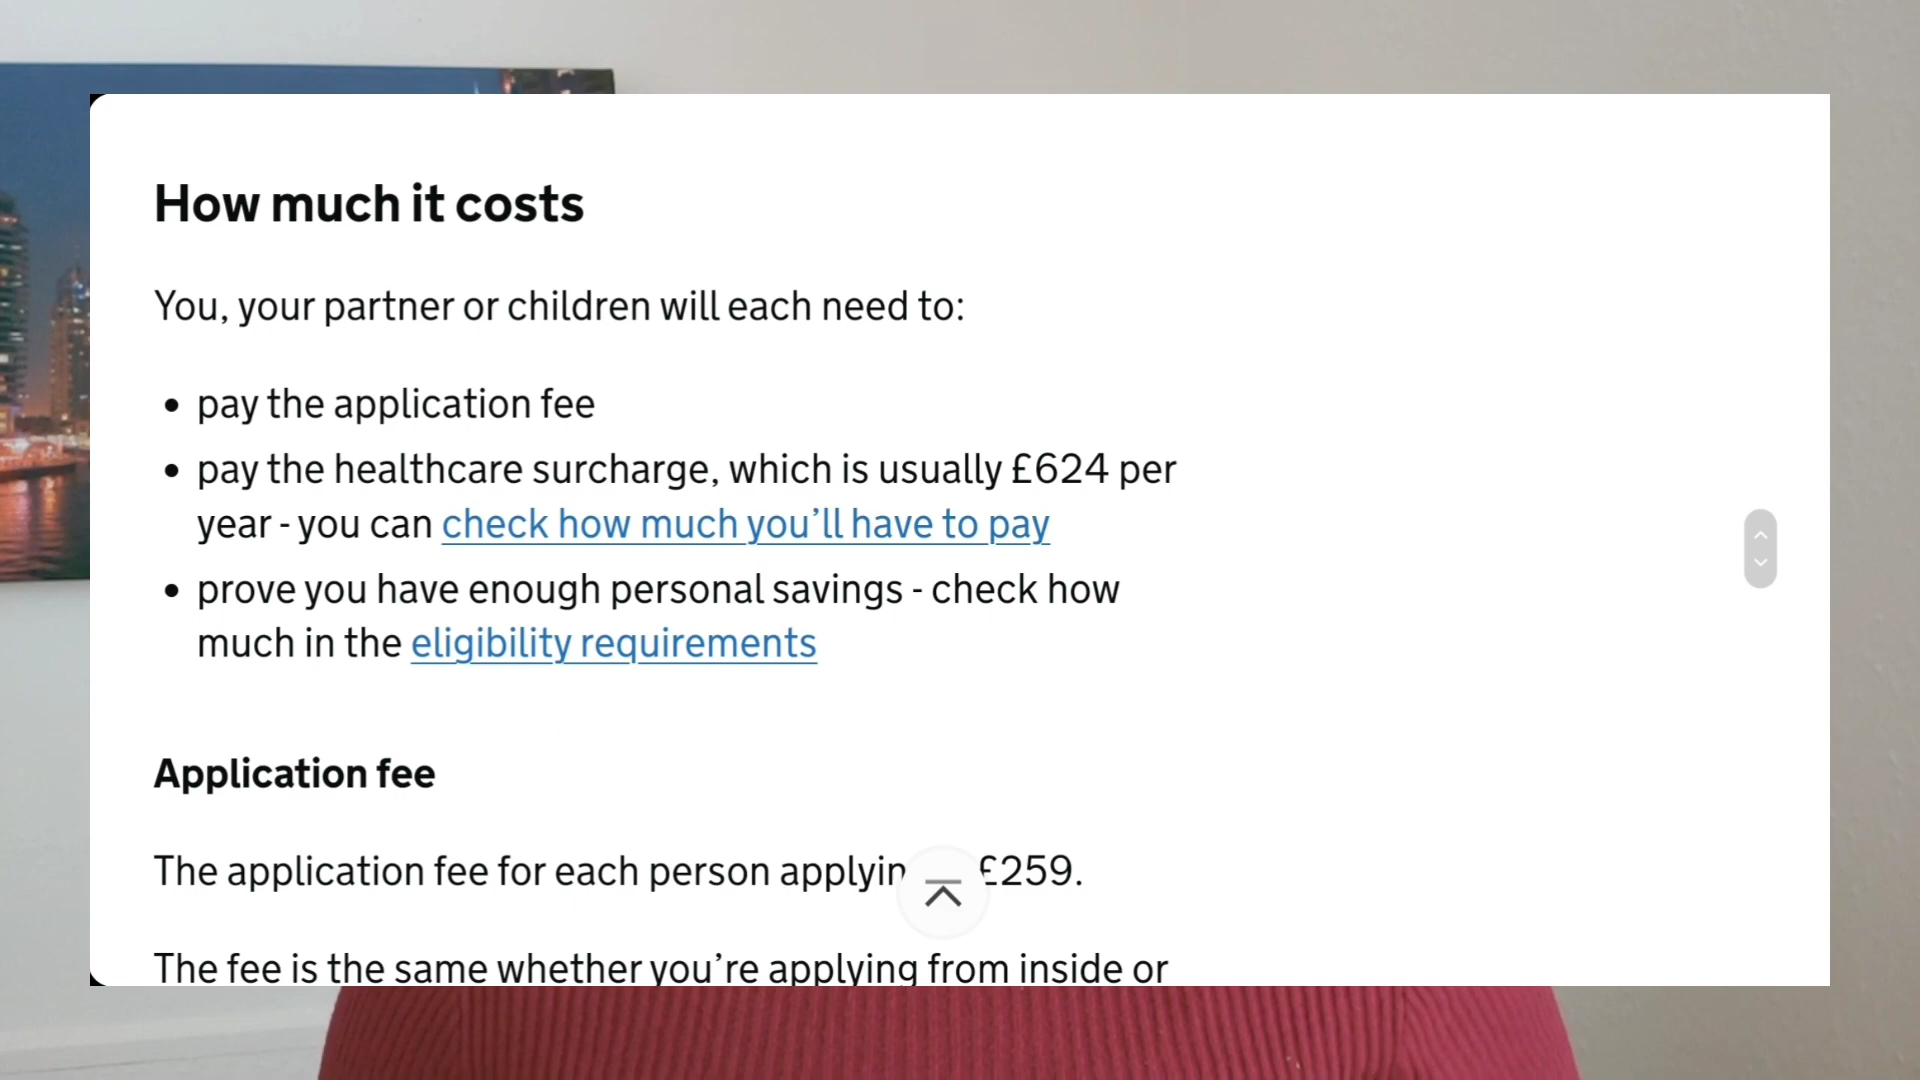 How much it costs
You, your partner or children will each need to:
• pay the application fee
• pay the healthcare surcharge, which is usually £624 per
year - you can check how much you’ll have to pay
• prove you have enough personal savings - check how
much in the eligibility requirements
Application fee
The application fee for each person £259.
The fee is the same whether you’re applying from inside or